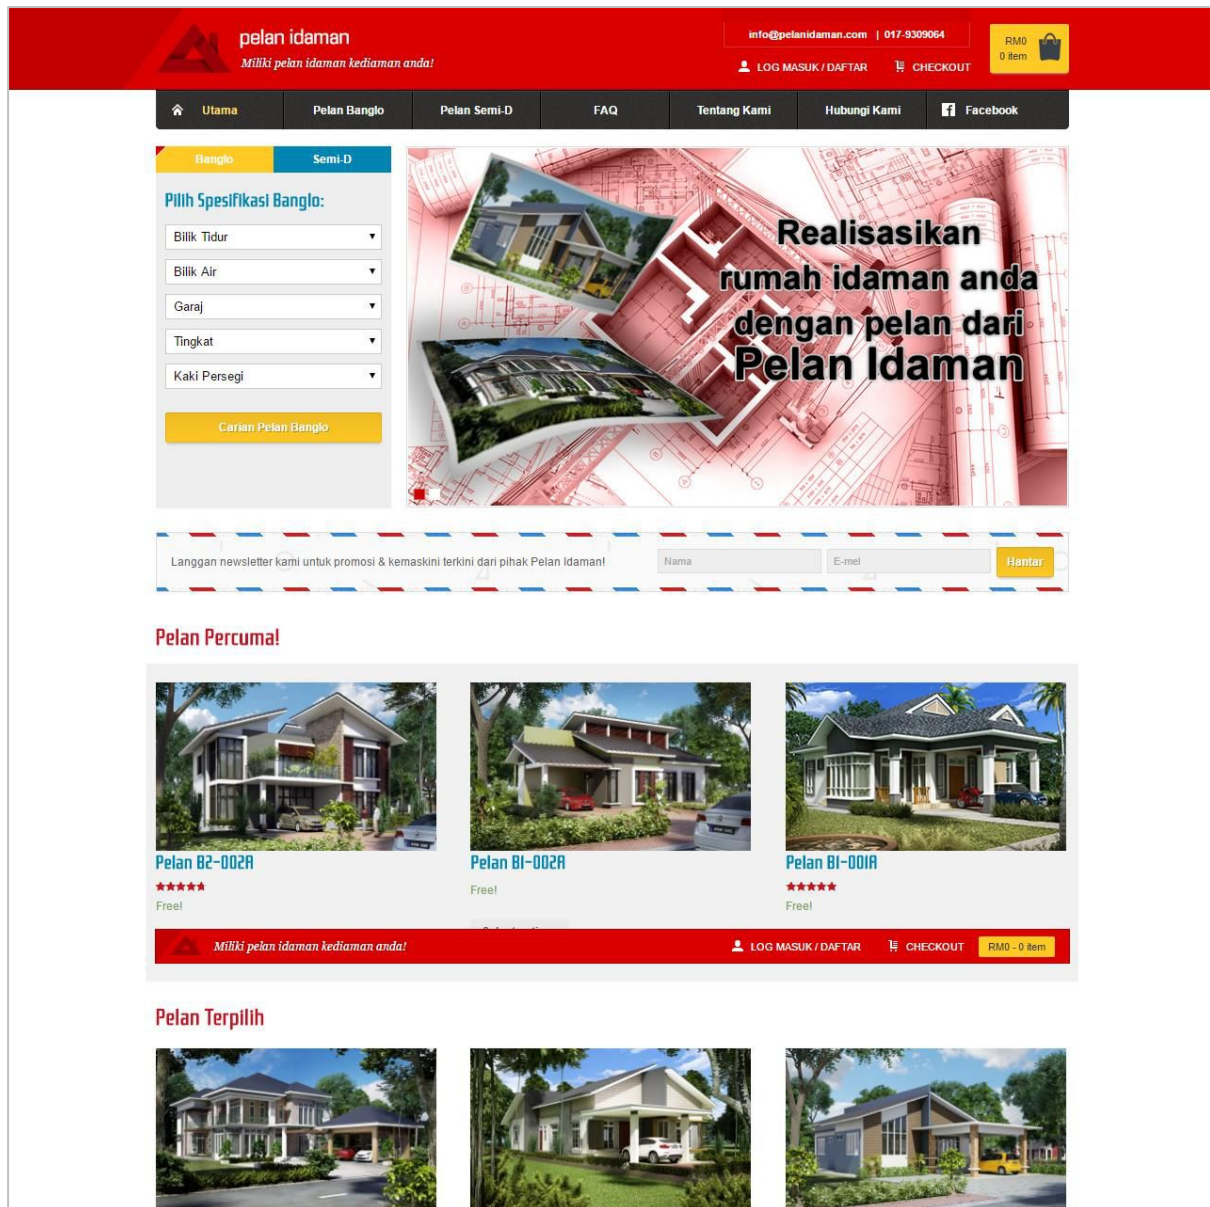 pelan idaman
Miliki pelan idaman kediaman anda!
info@pelanidaman.com | 017-9309064
LOG MASUK / DAFTAR
CHECKOUT
RM0
0 item
Utama
Pelan Banglo
Pelan Semi-D
FAQ
Tentang Kami
Hubungi Kami
Facebook
Banglo
Semi-D
Pilih Spesifikasi Banglo:
Bilik Tidur
Bilik Air
Garaj
Tingkat
Kaki Persegi
Carian Pelan Banglo
Realisasikan
rumah idaman anda
dengan pelan dari
Pelan Idaman
Langgan newsletter kami untuk promosi & kemaskini terkini dari pihak Pelan Idaman!
Nama
E-mel
Hantar
Pelan Percuma!
Pelan B2-002A
Free!
Pelan B1-002A
Free!
Pelan B1-001A
Free!
Miliki pelan idaman kediaman anda!
LOG MASUK / DAFTAR
CHECKOUT
RM0 - 0 item
Pelan Terpilih